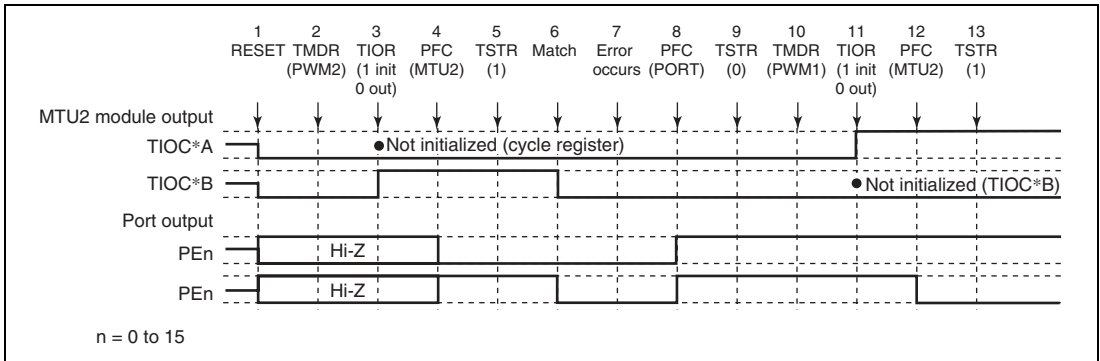 1 2 3 4 5 6 7 8 9 10 11 12 13
RESET TMDR TIOR PFC TSTR Match Error PFC TSTR TMDR TIOR PFC TSTR
(PWM2) (1 init (MTU2) (1) occurs (PORT) (0) (PWM1) (1 init (MTU2) (1)
0 out) 0 out)
MTU2 module output
TIOC*A
●Not initialized (cycle register)
TIOC*B
● Not initialized (TIOC*B)
Port output
PEn
Hi-Z
PEn
Hi-Z
n = 0 to 15